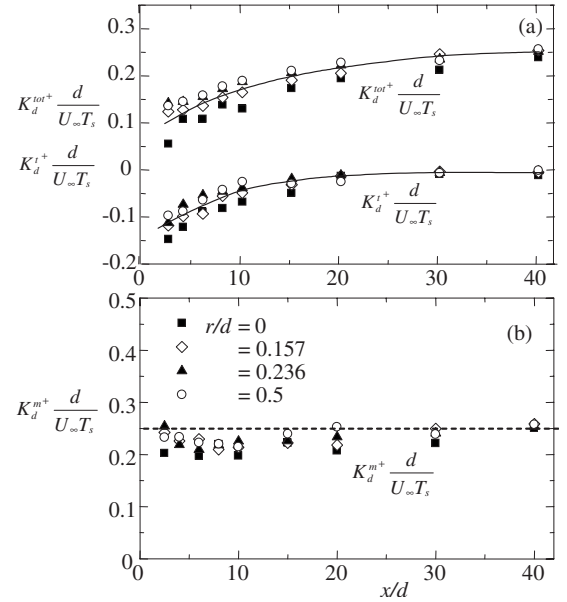 0.3
(a)
0.2
K_d^{tot+} d/(U_∞T_s)
0.1
K_d^{tot+} d/(U_∞T_s)
K_d^{t+} d/(U_∞T_s)
0
-0.1
K_d^{t+} d/(U_∞T_s)
-0.2
0 10 20 30 40
0.5
r/d = 0
(b)
= 0.157
0.4
= 0.236
= 0.5
0.3
K_d^{m+} d/(U_∞T_s)
0.2
K_d^{m+} d/(U_∞T_s)
0.1
0
0 10 20 30 40
x/d